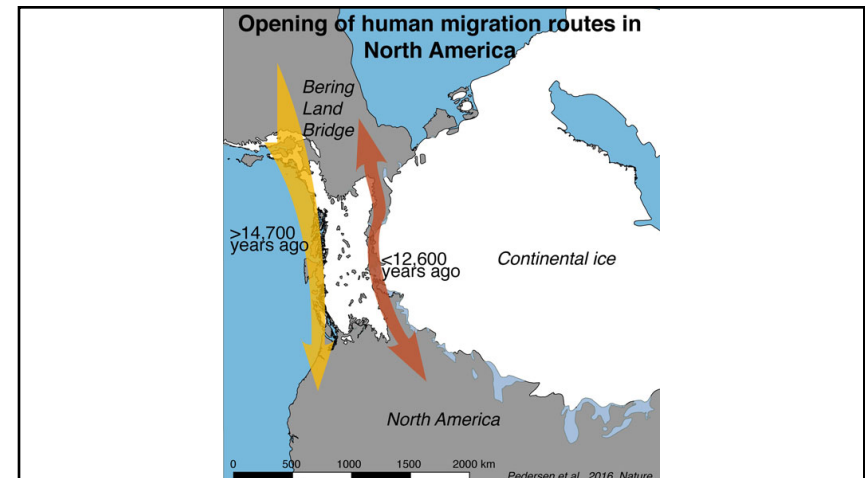 Opening of human migration routes in
North America
Bering
Land
Bridge
>14,700
years ago
<12,600
years ago
Continental ice
North America
0 500 1000 1500 2000 km
Pedersen et al., 2016, Nature